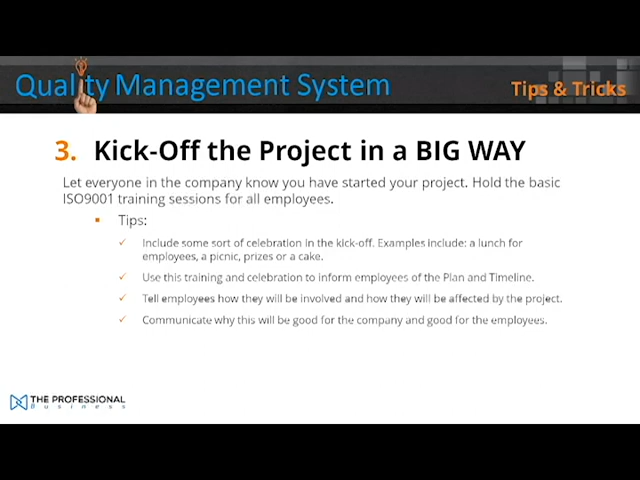 Quality Management System
Tips & Tricks
3. Kick-Off the Project in a BIG WAY
Let everyone in the company know you have started your project. Hold the basic
ISO9001 training sessions for all employees.
Tips:
Include some sort of celebration in the kick-off. Examples include: a lunch for
employees, a picnic, prizes or a cake.
Use this training and celebration to inform employees of the Plan and Timeline.
Tell employees how they will be involved and how they will be affected by the project.
Communicate why this will be good for the company and good for the employees.
THE PROFESSIONAL
Business